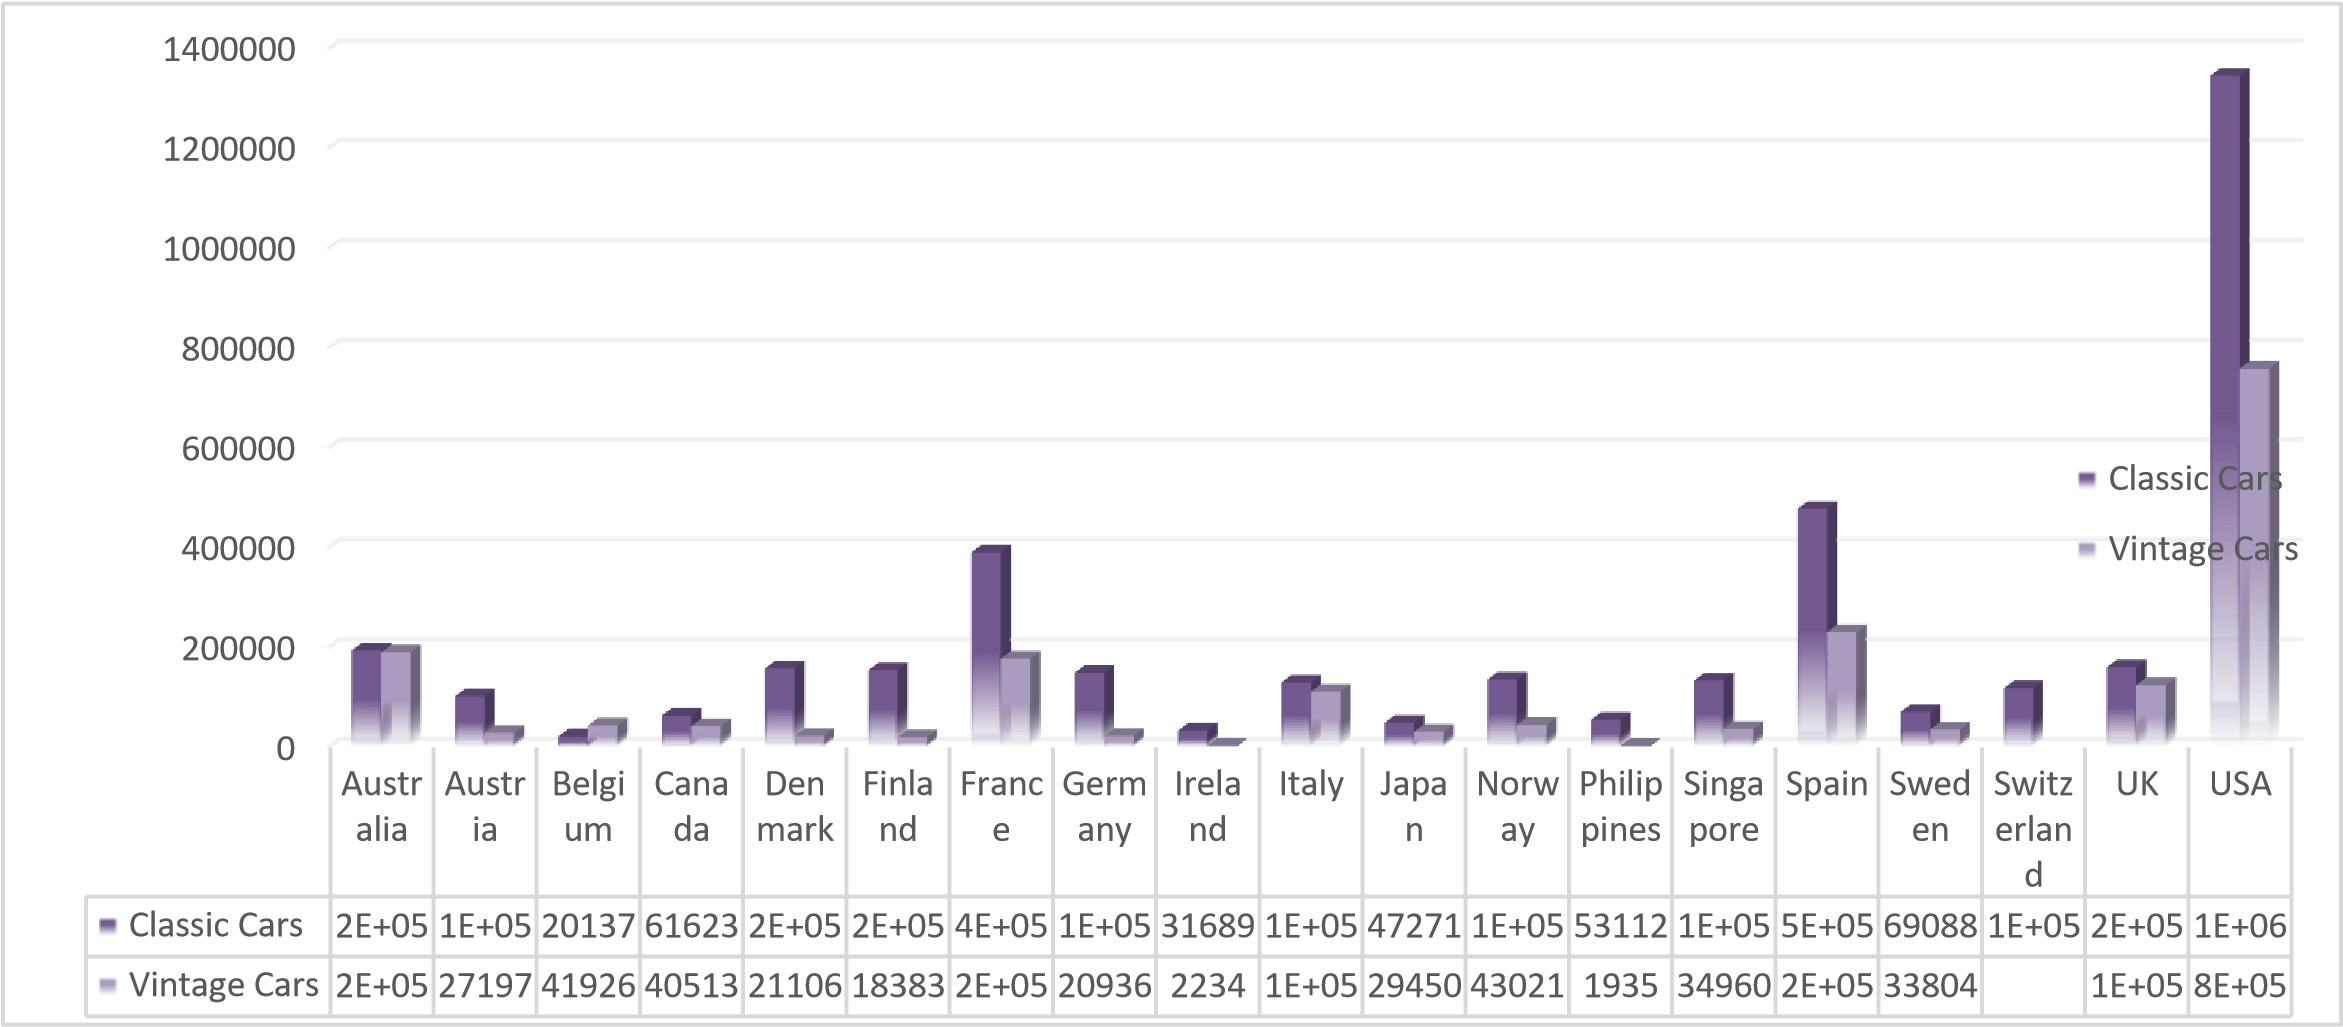 1400000
1200000
1000000
800000
600000
400000
200000
0
Classic Cars
Vintage Cars
Austr Austr Belgi Cana Den Finla Franc Germ Irela Italy Japa Norw Philip Singa Spain Swed Switz UK USA
alia ia um da mark nd e any nd n ay pines pore en erlan
d
Classic Cars 2E+05 1E+05 20137 61623 2E+05 2E+05 4E+05 1E+05 31689 1E+05 47271 1E+05 53112 1E+05 5E+05 69088 1E+05 2E+05 1E+06
Vintage Cars 2E+05 27197 41926 40513 21106 18383 2E+05 20936 2234 1E+05 29450 43021 1935 34960 2E+05 33804 1E+05 8E+05